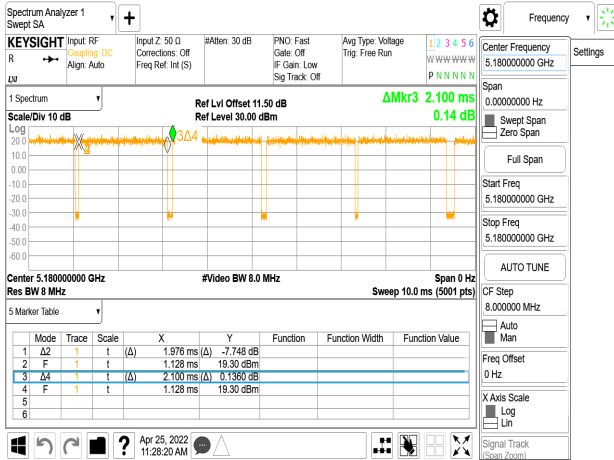 Spectrum Analyzer 1
Swept SA
Frequency
Settings
KEYSIGHT
R
LXI
Input: RF
Coupling: DC
Align: Auto
Input Z: 50 Ω
Corrections: Off
Freq Ref: Int (S)
#Atten: 30 dB
PNO: Fast
Gate: Off
IF Gain: Low
Sig Track: Off
Avg Type: Voltage
Trig: Free Run
1 2 3 4 5 6
W W W W W W
P N N N N N
1 Spectrum
Scale/Div 10 dB
Ref Lvl Offset 11.50 dB
Ref Level 30.00 dBm
ΔMkr3 2.100 ms
0.14 dB
Log
20.0
10.0
0.00
-10.0
-20.0
-30.0
-40.0
-50.0
-60.0
3Δ4
Center 5.180000000 GHz
Res BW 8 MHz
#Video BW 8.0 MHz
Span 0 Hz
Sweep 10.0 ms (5001 pts)
5 Marker Table
Mode Trace Scale X Y Function Function Width Function Value
1 Δ2 1 t (Δ) 1.976 ms (Δ) -7.748 dB
2 F 1 t 1.128 ms 19.30 dBm
3 Δ4 1 t (Δ) 2.100 ms (Δ) 0.1360 dB
4 F 1 t 1.128 ms 19.30 dBm
5
6
Apr 25, 2022
11:28:20 AM
Center Frequency
5.180000000 GHz
Span
0.00000000 Hz
Swept Span
Zero Span
Full Span
Start Freq
5.180000000 GHz
Stop Freq
5.180000000 GHz
AUTO TUNE
CF Step
8.000000 MHz
Auto
Man
Freq Offset
0 Hz
X Axis Scale
Log
Lin
Signal Track
(Span Zoom)